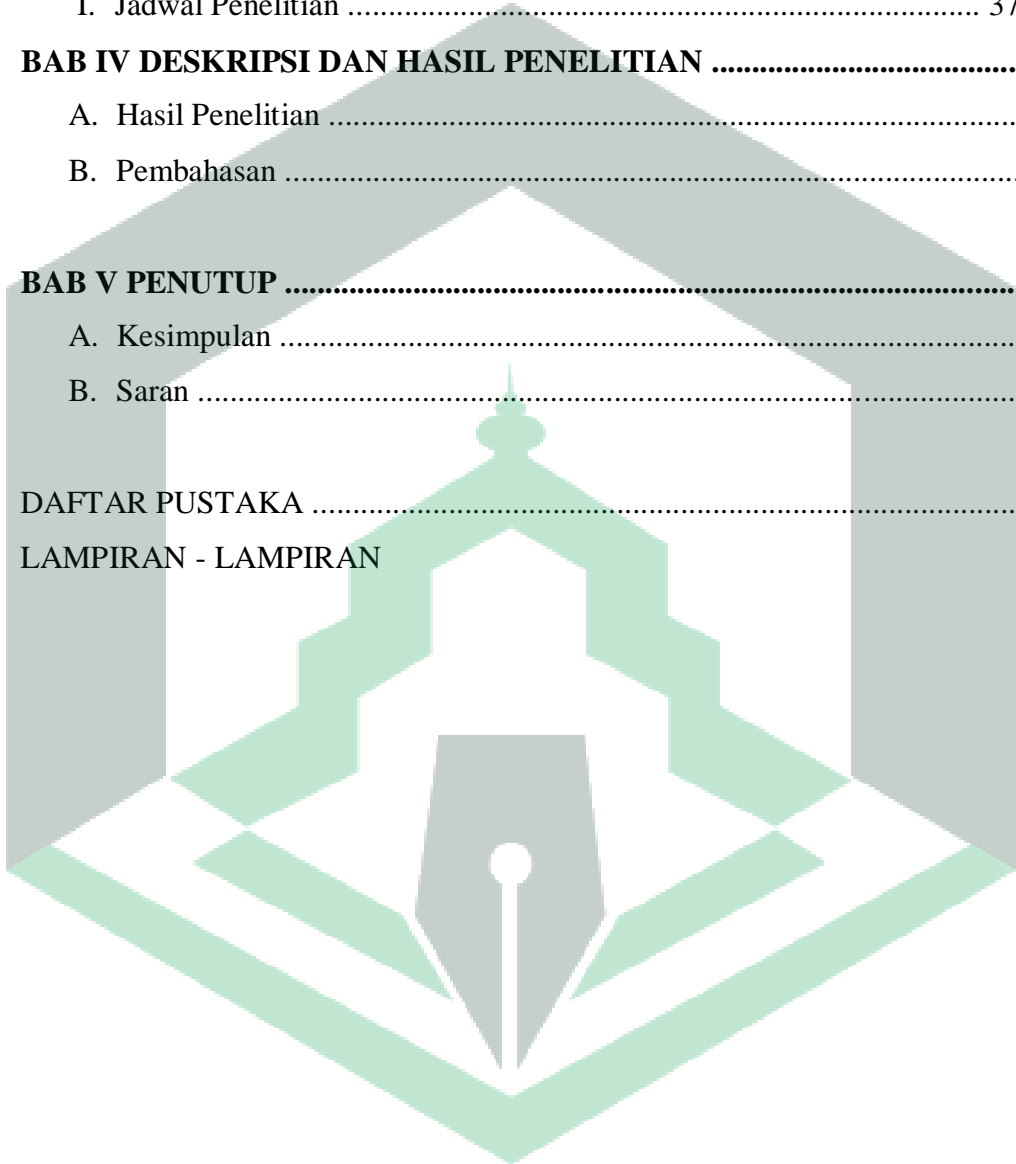 I. Jadwal Penelitian ................................................................................ 37
BAB IV DESKRIPSI DAN HASIL PENELITIAN ......................................
A. Hasil Penelitian ......................................................................................
B. Pembahasan ...........................................................................................
BAB V PENUTUP ..........................................................................................
A. Kesimpulan ............................................................................................
B. Saran ......................................................................................................
DAFTAR PUSTAKA .......................................................................................
LAMPIRAN - LAMPIRAN